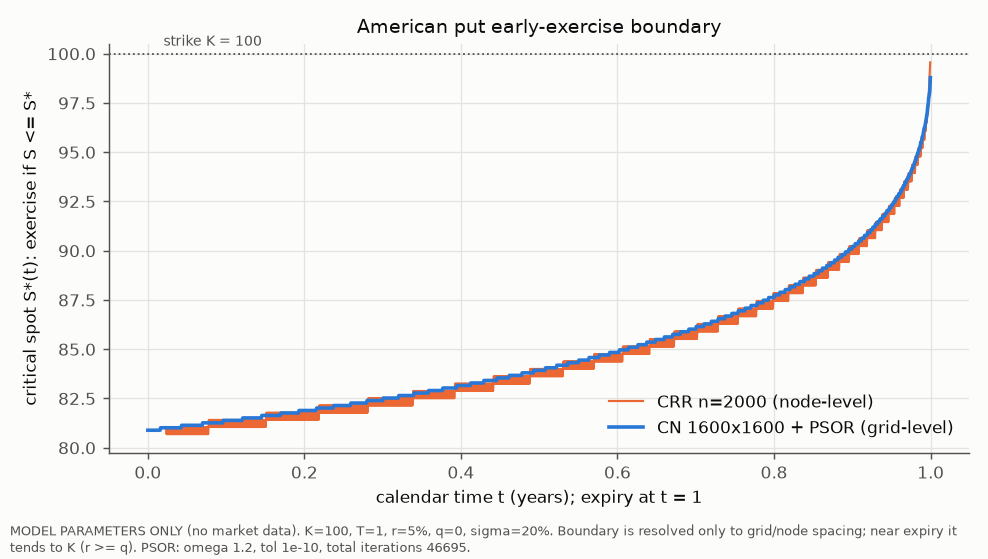 American put early-exercise boundary
strike K = 100
100.0
97.5
95.0
92.5
90.0
87.5
85.0
82.5
80.0
critical spot S*(t): exercise if S <= S*
CRR n=2000 (node-level)
CN 1600x1600 + PSOR (grid-level)
0.0
0.2
0.4
0.6
0.8
1.0
calendar time t (years); expiry at t = 1
MODEL PARAMETERS ONLY (no market data). K=100, T=1, r=5%, q=0, sigma=20%. Boundary is resolved only to grid/node spacing; near expiry it
tends to K (r >= q). PSOR: omega 1.2, tol 1e-10, total iterations 46695.